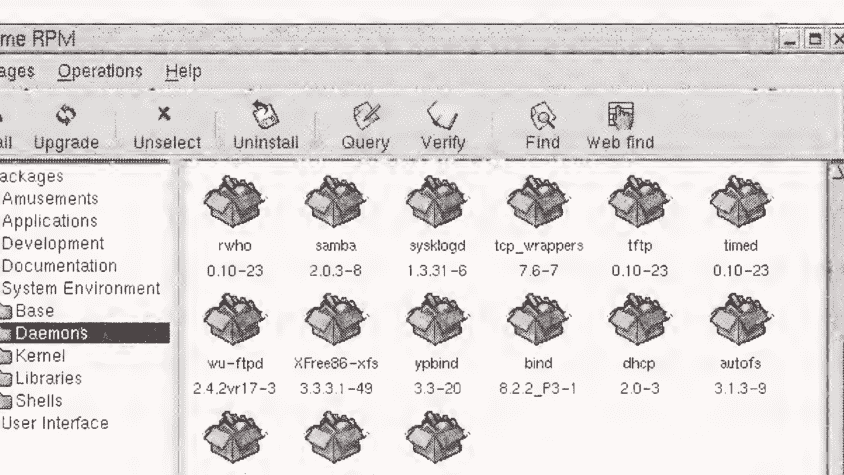 me RPM
ages Operations Help
all Upgrade Unselect Uninstall Query Verify Find Web find
ackages
Amusements
Applications
Development
Documentation
System Environment
Base
Daemons
Kernel
Libraries
Shells
User Interface
rwho samba sysklogd tcp_wrappers tftp timed
0.10-23 2.0.3-8 1.3.31-6 7.6-7 0.10-23 0.10-23
wu-ftpd XFree86-xfs ypbind bind dhcp autofs
2.4.2vr17-3 3.3.3.1-49 3.3-20 8.2.2_P3-1 2.0-3 3.1.3-9